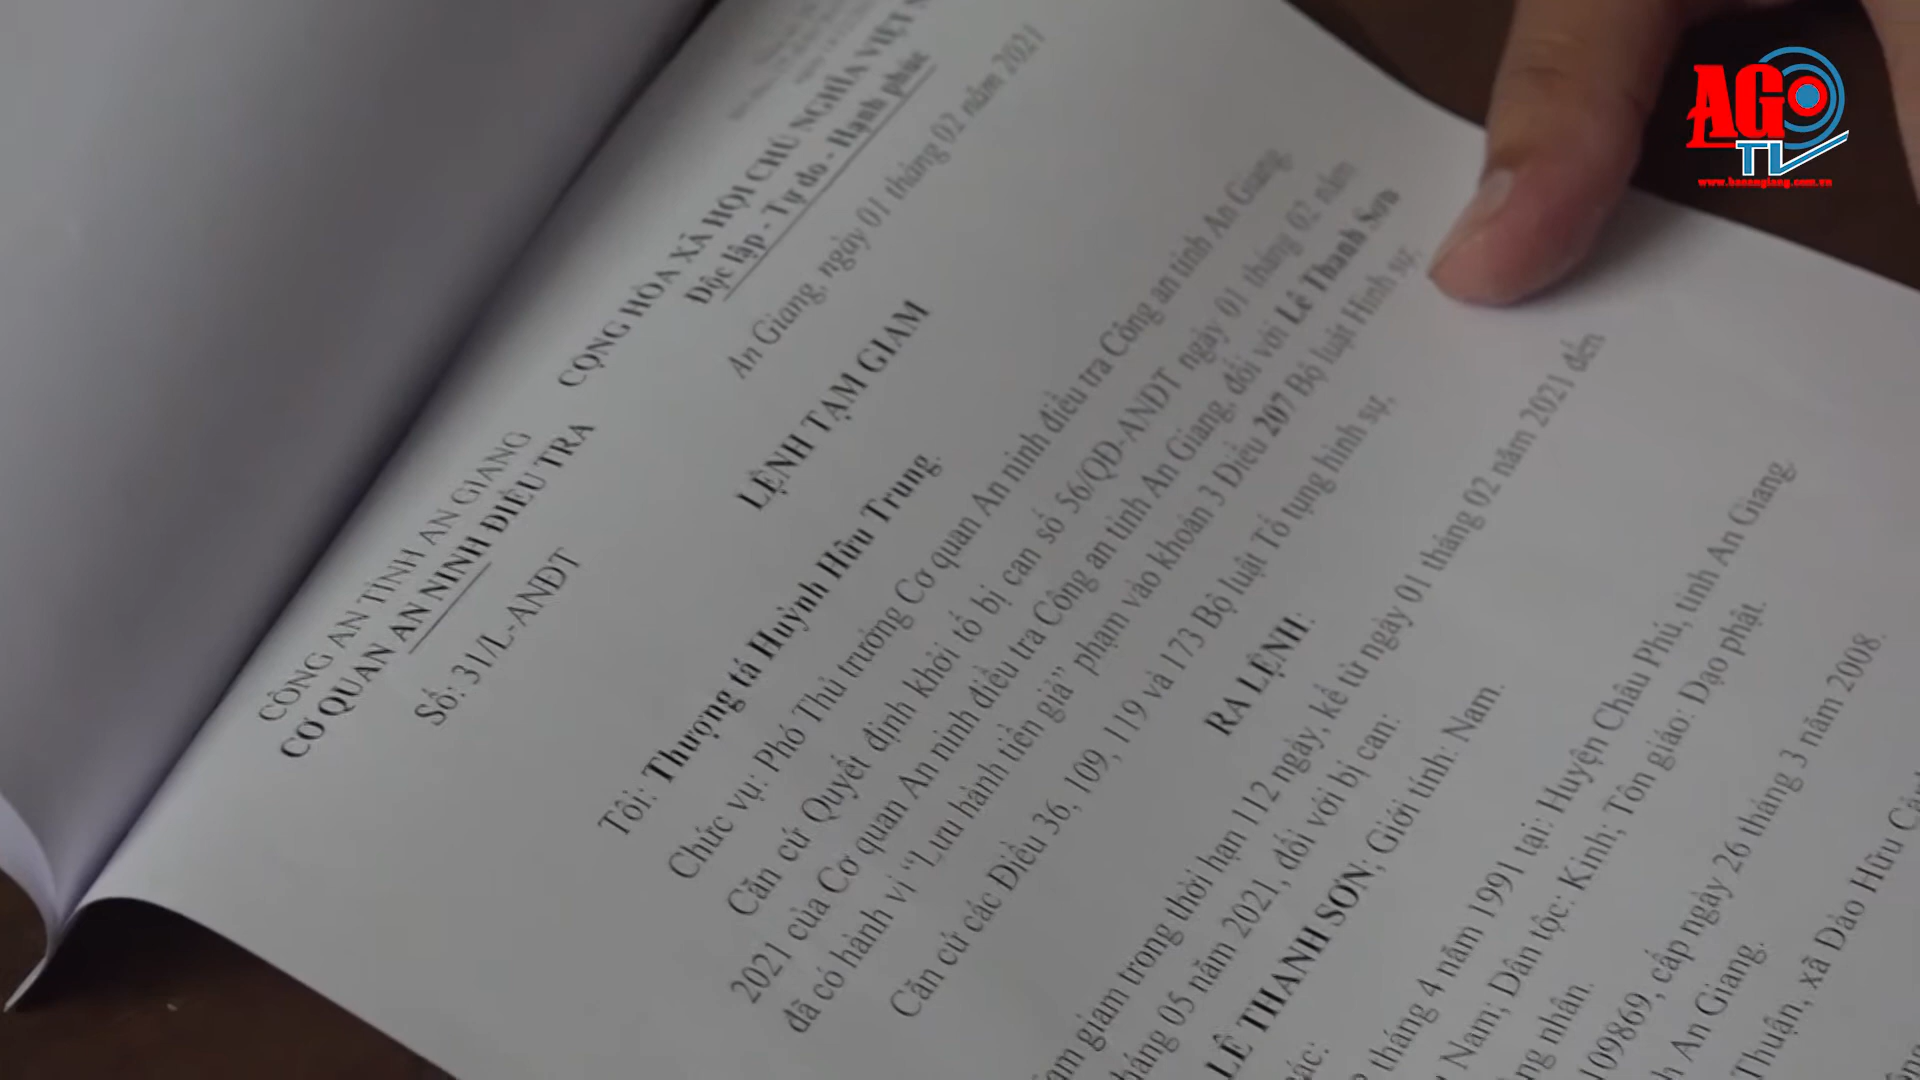 AGO
TV
www.baoangiang.com.vn
CÔNG AN TỈNH AN GIANG
CƠ QUAN AN NINH ĐIỀU TRA
Số: 31/L-ANĐT
CỘNG HÒA XÃ HỘI CHỦ NGHĨA VIỆT
Độc lập - Tự do - Hạnh phúc
An Giang, ngày 01 tháng 02 năm 2021
LỆNH TẠM GIAM
Tôi: Thượng tá Huỳnh Hữu Trung.
Chức vụ: Phó Thủ trưởng Cơ quan An ninh điều tra Công an tỉnh An Giang.
Căn cứ Quyết định khởi tố bị can số 56/QĐ-ANĐT ngày 01 tháng 02 năm
2021 của Cơ quan An ninh điều tra Công an tỉnh An Giang, đối với Lê Thanh Sơn
đã có hành vi “Lưu hành tiền giả” phạm vào khoản 3 Điều 207 Bộ luật Hình sự;
Căn cứ các Điều 36, 109, 119 và 173 Bộ luật Tố tụng hình sự,
RA LỆNH:
giam trong thời hạn 112 ngày, kể từ ngày 01 tháng 02 năm 2021 đến
tháng 05 năm 2021, đối với bị can:
LÊ THANH SƠN; Giới tính: Nam.
tháng 4 năm 1991 tại: Huyện Châu Phú, tỉnh An Giang.
Nam; Dân tộc: Kinh; Tôn giáo: Đạo phật.
nhân.
109869, cấp ngày 26 tháng 3 năm 2008.
An Giang.
Thuận, xã Đào Hữu